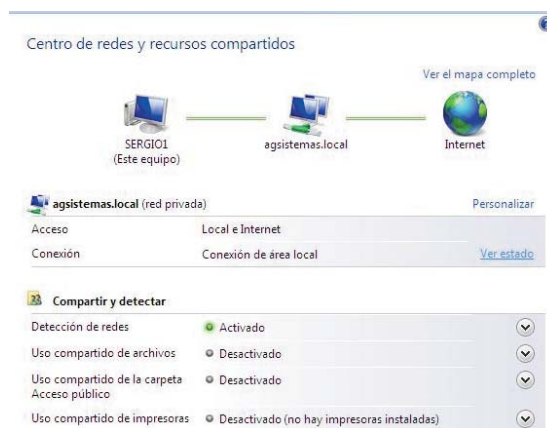 Centro de redes y recursos compartidos
Ver el mapa completo
SERGIO1
(Este equipo)
agsistemas.local
Internet
agsistemas.local (red privada)
Personalizar
Acceso
Local e Internet
Conexión
Conexión de área local
Ver estado
Compartir y detectar
Detección de redes
Activado
Uso compartido de archivos
Desactivado
Uso compartido de la carpeta
Acceso público
Desactivado
Uso compartido de impresoras
Desactivado (no hay impresoras instaladas)